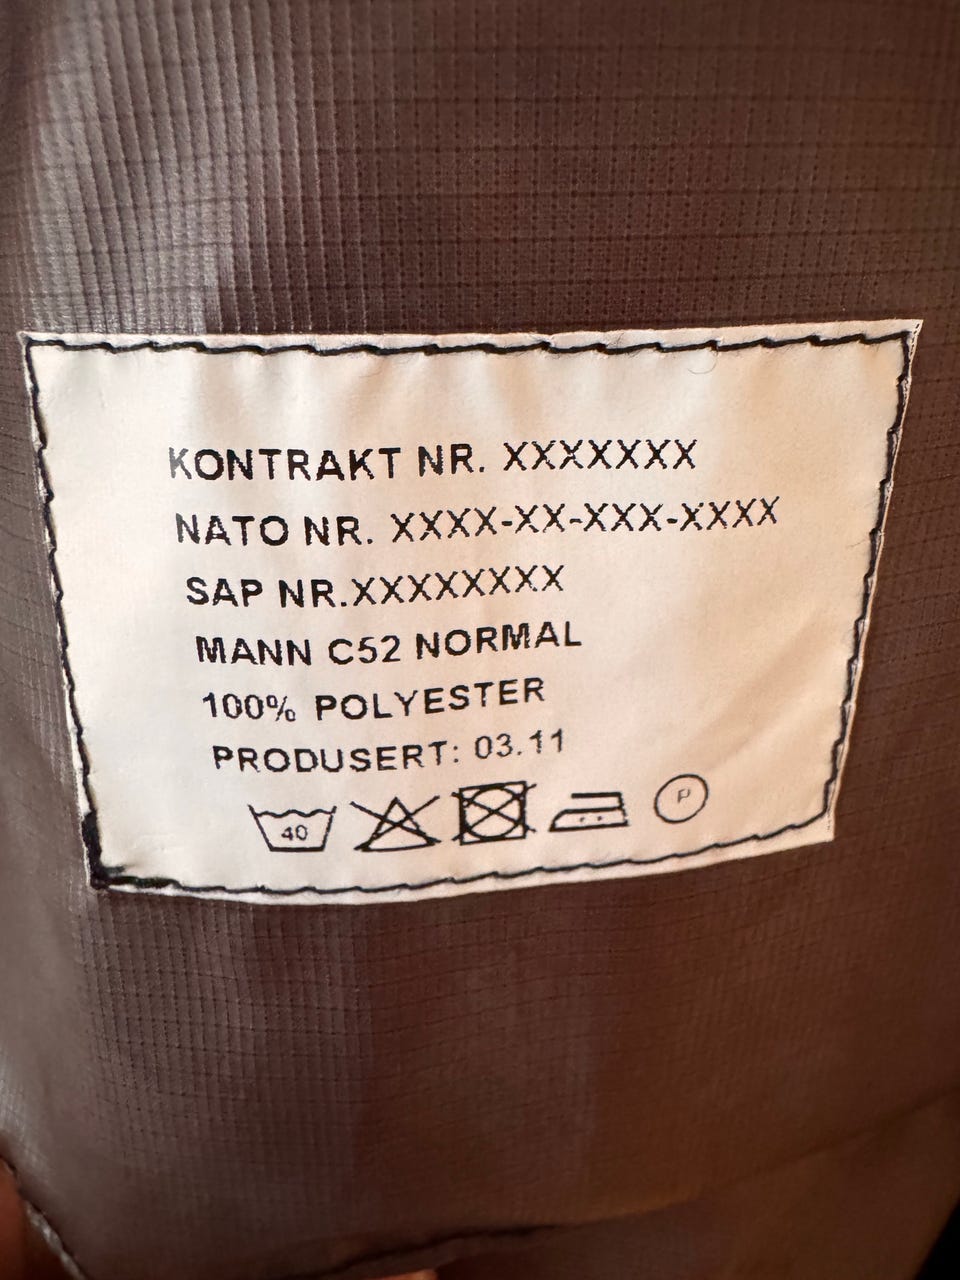 KONTRAKT NR. XXXXXXX
NATO NR. XXXX-XX-XXX-XXXX
SAP NR.XXXXXXXX
MANN C52 NORMAL
100% POLYESTER
PRODUSERT: 03.11
40 P